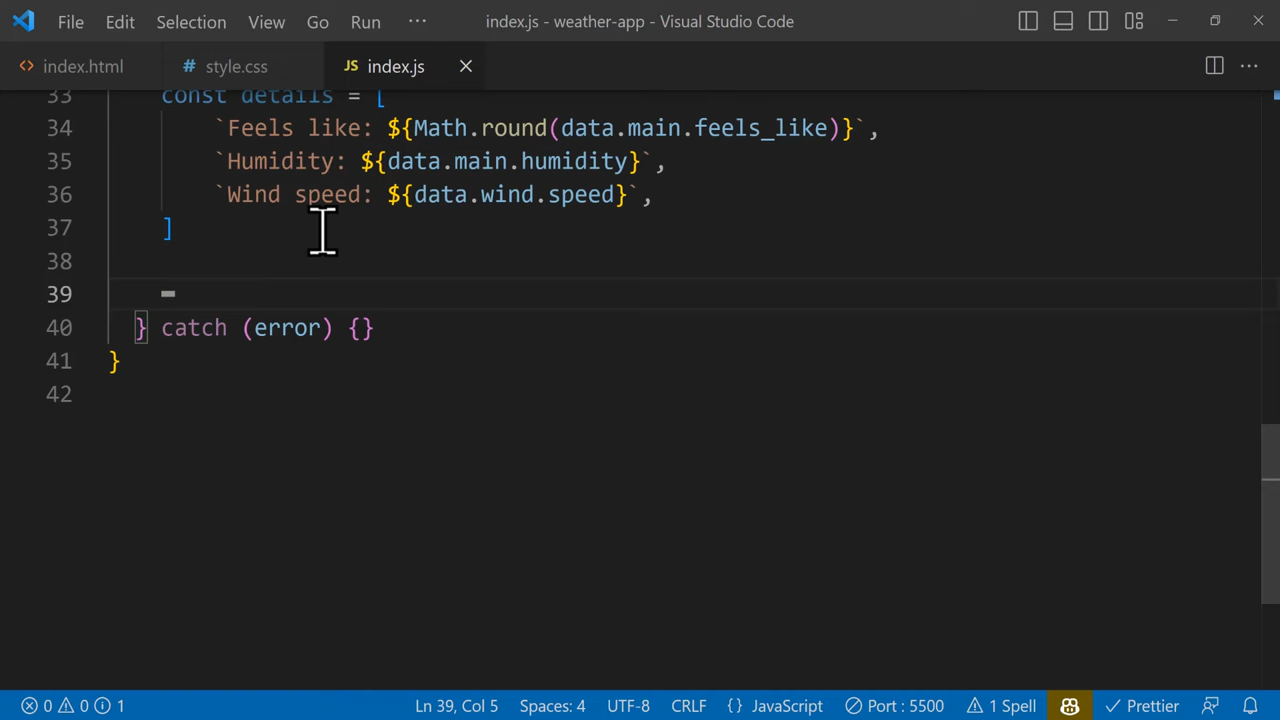 File Edit Selection View Go Run ··· index.js - weather-app - Visual Studio Code
<> index.html # style.css JS index.js
33 const details = [
34 `Feels like: ${Math.round(data.main.feels_like)}`,
35 `Humidity: ${data.main.humidity}`,
36 `Wind speed: ${data.wind.speed}`,
37 ]
38
39
40 } catch (error) {}
41 }
42
0 0 1 Ln 39, Col 5 Spaces: 4 UTF-8 CRLF {} JavaScript Port : 5500 1 Spell Prettier